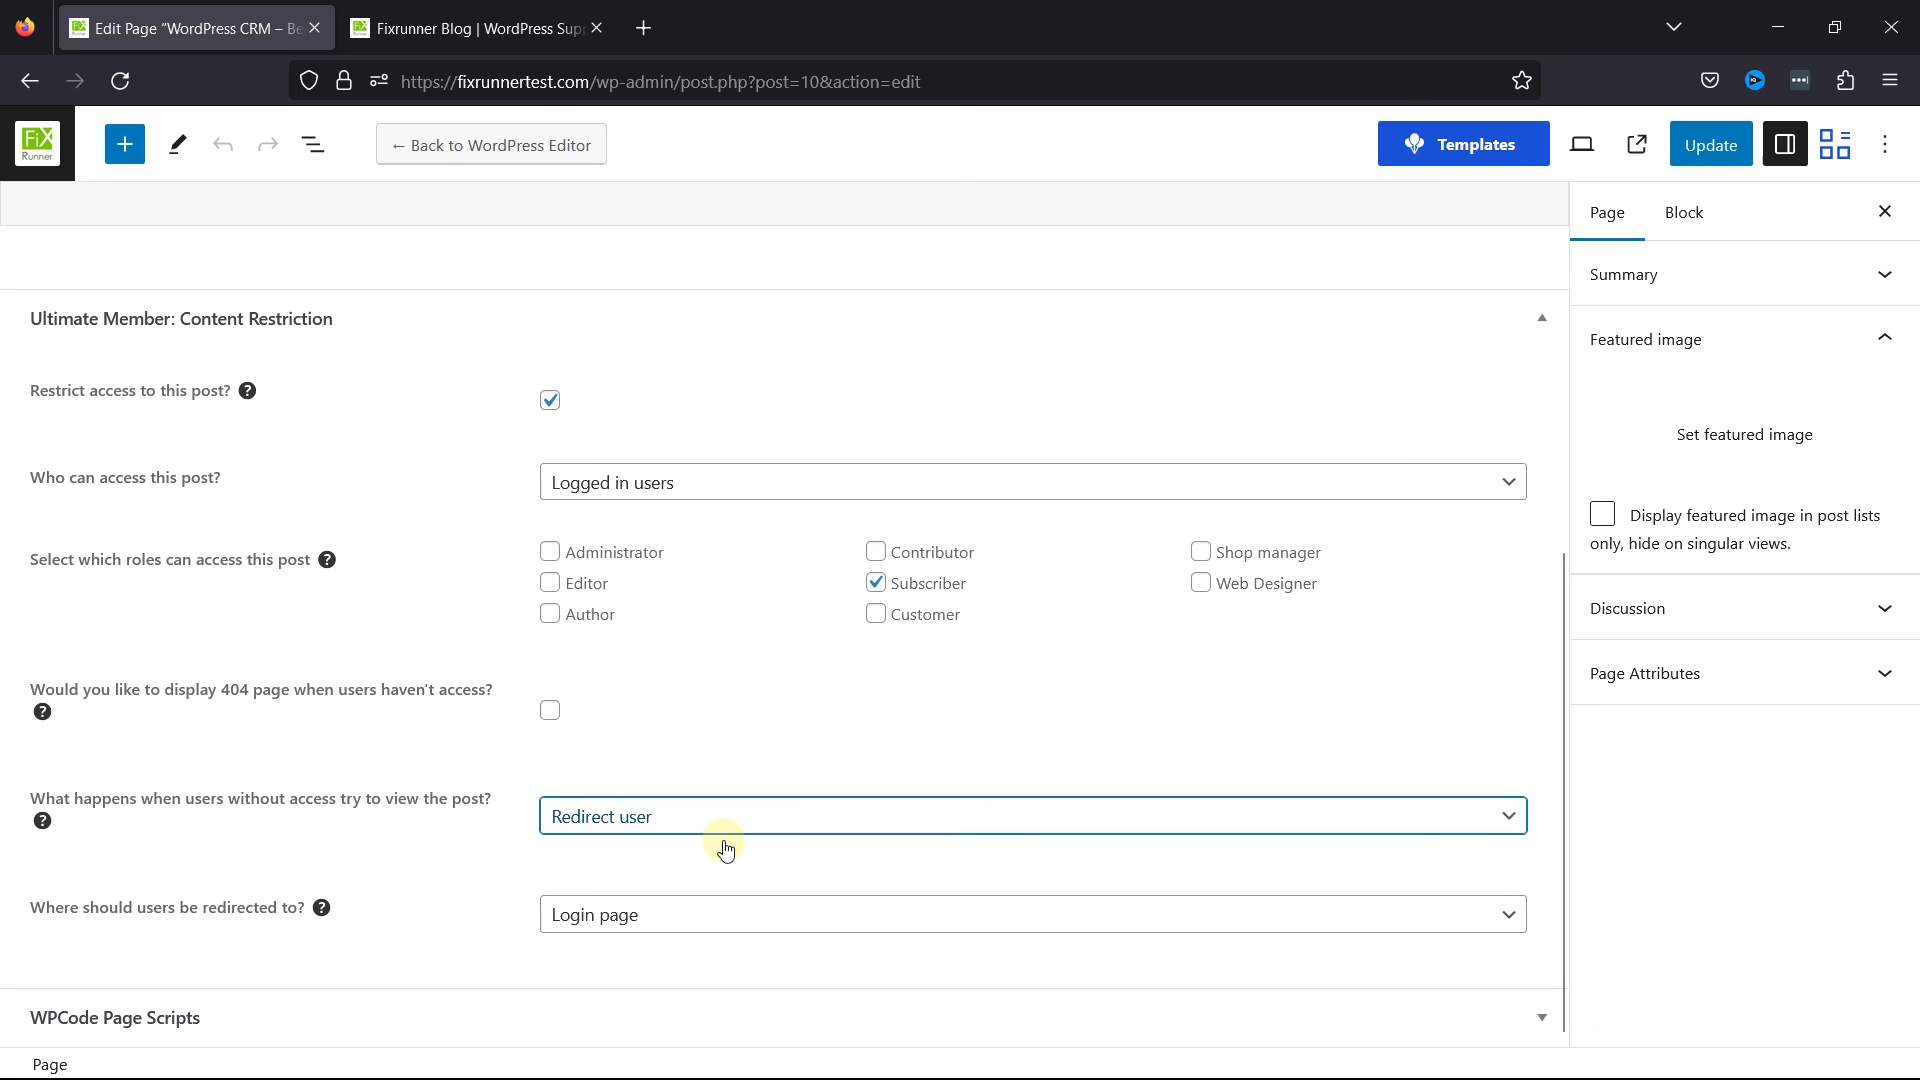 Edit Page “WordPress CRM – Be
Fixrunner Blog | WordPress Supp
https://fixrunnertest.com/wp-admin/post.php?post=10&action=edit
FiX
Runner
← Back to WordPress Editor
Templates
Update
Page
Block
Summary
Ultimate Member: Content Restriction
Featured image
Restrict access to this post?
Set featured image
Who can access this post?
Logged in users
Display featured image in post lists
only, hide on singular views.
Select which roles can access this post
Administrator
Contributor
Shop manager
Editor
Subscriber
Web Designer
Author
Customer
Discussion
Page Attributes
Would you like to display 404 page when users haven't access?
What happens when users without access try to view the post?
Redirect user
Where should users be redirected to?
Login page
WPCode Page Scripts
Page